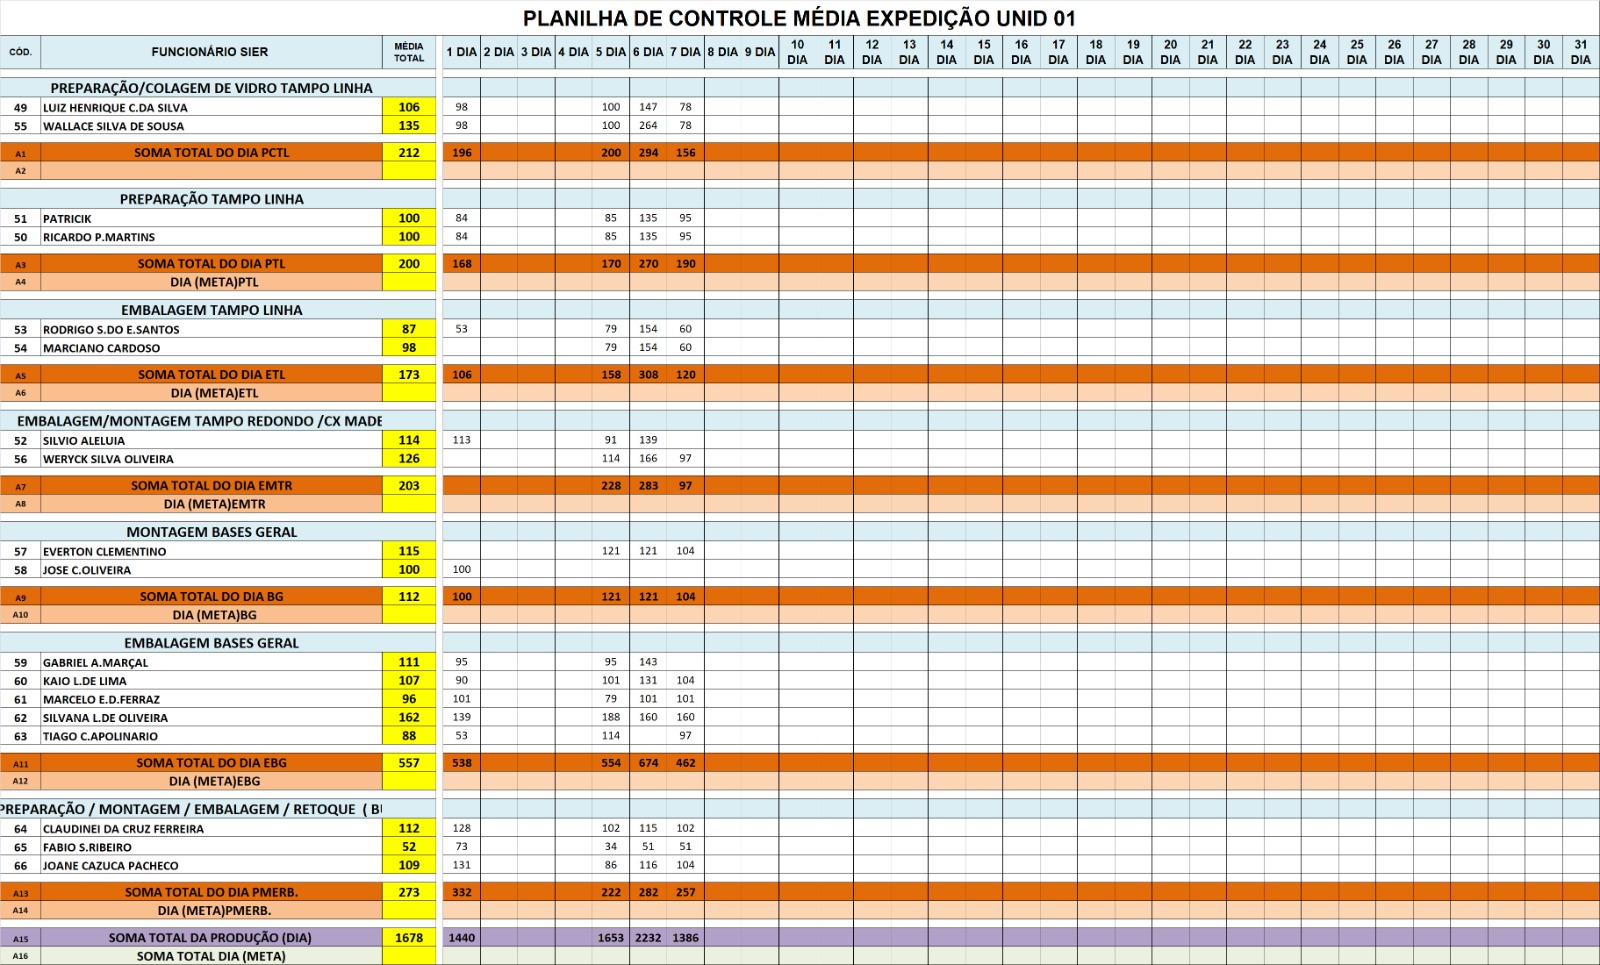 PLANILHA DE CONTROLE MÉDIA EXPEDIÇÃO UNID 01
CÓD. FUNCIONÁRIO SIER MÉDIA TOTAL 1 DIA 2 DIA 3 DIA 4 DIA 5 DIA 6 DIA 7 DIA 8 DIA 9 DIA 10 DIA 11 DIA 12 DIA 13 DIA 14 DIA 15 DIA 16 DIA 17 DIA 18 DIA 19 DIA 20 DIA 21 DIA 22 DIA 23 DIA 24 DIA 25 DIA 26 DIA 27 DIA 28 DIA 29 DIA 30 DIA 31 DIA
PREPARAÇÃO/COLAGEM DE VIDRO TAMPO LINHA
49 LUIZ HENRIQUE C.DA SILVA 106 98 100 147 78
55 WALLACE SILVA DE SOUSA 135 98 100 264 78
A1 SOMA TOTAL DO DIA PCTL 212 196 200 294 156
A2
PREPARAÇÃO TAMPO LINHA
51 PATRICIK 100 84 85 135 95
50 RICARDO P.MARTINS 100 84 85 135 95
A3 SOMA TOTAL DO DIA PTL 200 168 170 270 190
A4 DIA (META)PTL
EMBALAGEM TAMPO LINHA
53 RODRIGO S.DO E.SANTOS 87 53 79 154 60
54 MARCIANO CARDOSO 98 79 154 60
A5 SOMA TOTAL DO DIA ETL 173 106 158 308 120
A6 DIA (META)ETL
EMBALAGEM/MONTAGEM TAMPO REDONDO /CX MADE
52 SILVIO ALELUIA 114 113 91 139
56 WERYCK SILVA OLIVEIRA 126 114 166 97
A7 SOMA TOTAL DO DIA EMTR 203 228 283 97
A8 DIA (META)EMTR
MONTAGEM BASES GERAL
57 EVERTON CLEMENTINO 115 121 121 104
58 JOSE C.OLIVEIRA 100 100
A9 SOMA TOTAL DO DIA BG 112 100 121 121 104
A10 DIA (META)BG
EMBALAGEM BASES GERAL
59 GABRIEL A.MARÇAL 111 95 95 143
60 KAIO L.DE LIMA 107 90 101 131 104
61 MARCELO E.D.FERRAZ 96 101 79 101 101
62 SILVANA L.DE OLIVEIRA 162 139 188 160 160
63 TIAGO C.APOLINARIO 88 53 114 97
A11 SOMA TOTAL DO DIA EBG 557 538 554 674 462
A12 DIA (META)EBG
PREPARAÇÃO / MONTAGEM / EMBALAGEM / RETOQUE ( BU
64 CLAUDINEI DA CRUZ FERREIRA 112 128 102 115 102
65 FABIO S.RIBEIRO 52 73 34 51 51
66 JOANE CAZUCA PACHECO 109 131 86 116 104
A13 SOMA TOTAL DO DIA PMERB. 273 332 222 282 257
A14 DIA (META)PMERB.
A15 SOMA TOTAL DA PRODUÇÃO (DIA) 1678 1440 1653 2232 1386
A16 SOMA TOTAL DIA (META)